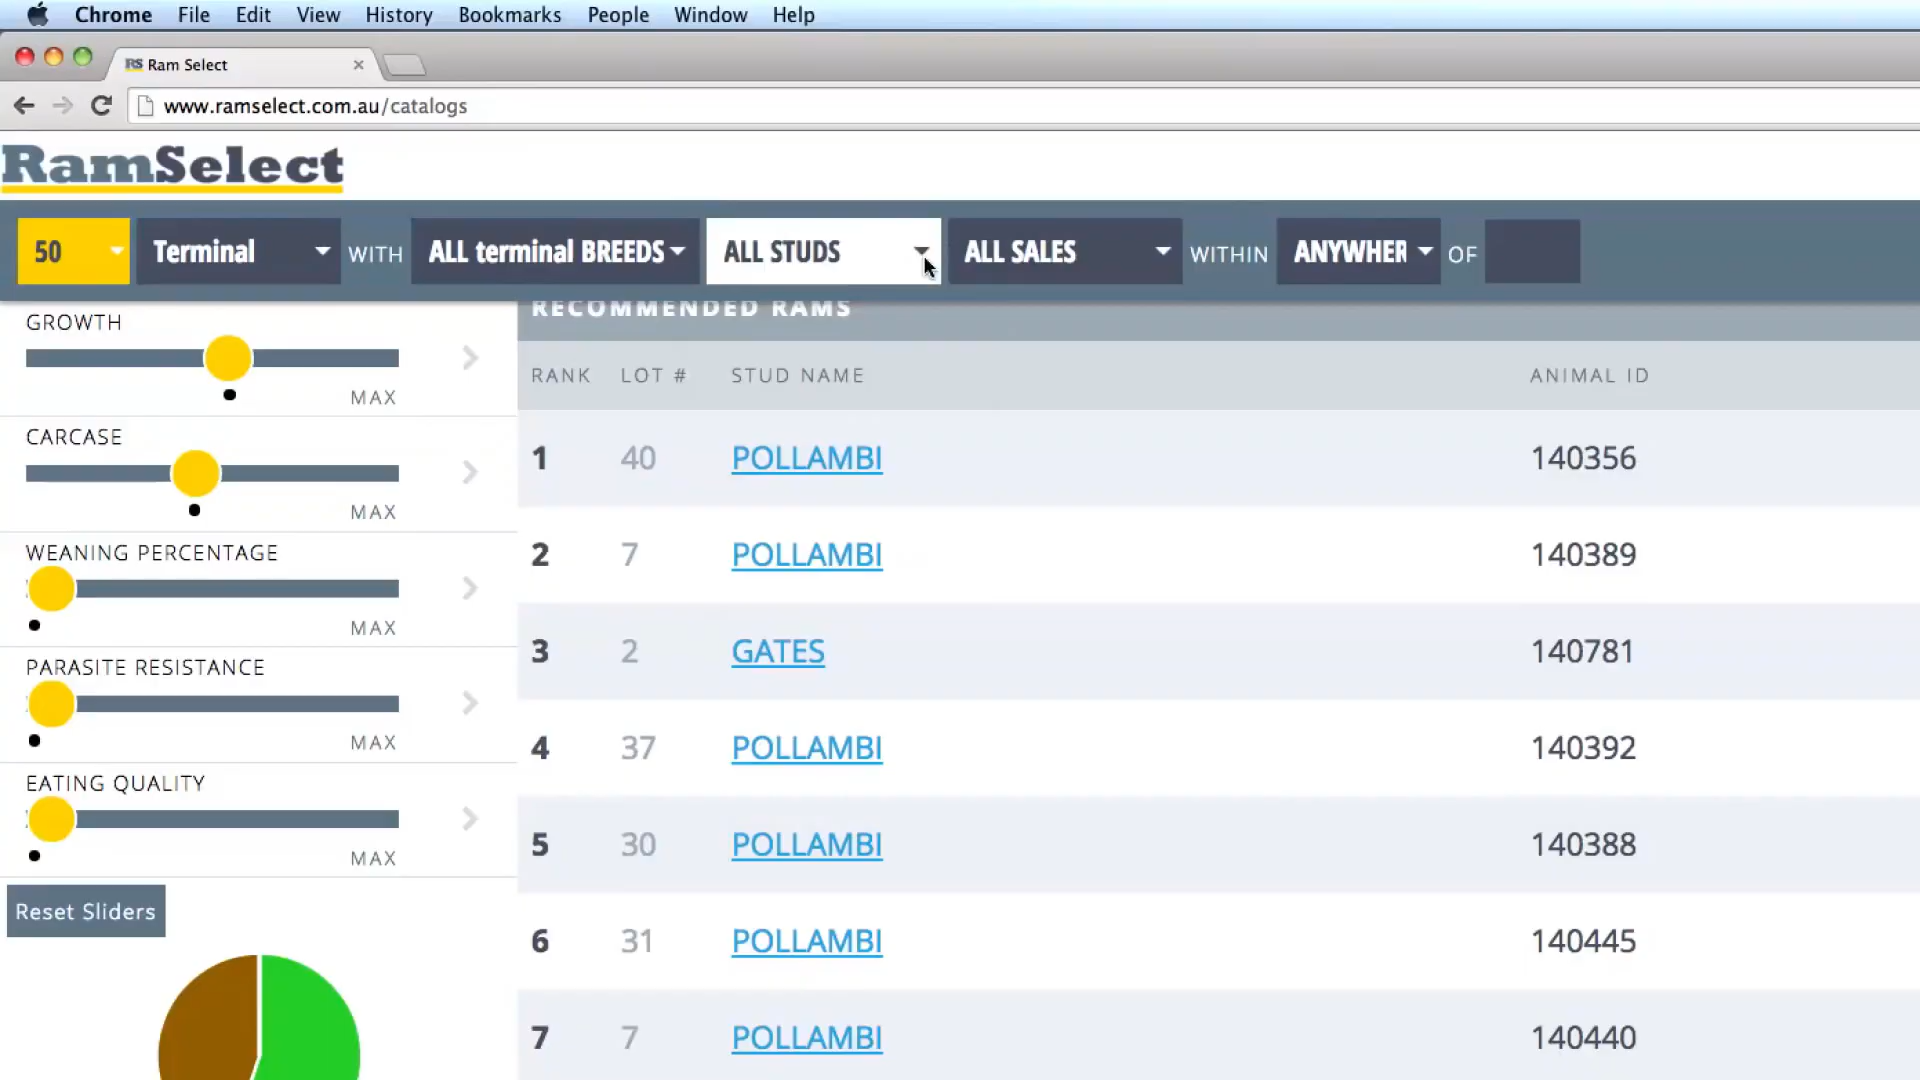 Chrome File Edit View History Bookmarks People Window Help
RS Ram Select
www.ramselect.com.au/catalogs
RamSelect
50 Terminal WITH ALL terminal BREEDS ALL STUDS ALL SALES WITHIN ANYWHER OF
GROWTH
MAX
CARCASE
MAX
WEANING PERCENTAGE
MAX
PARASITE RESISTANCE
MAX
EATING QUALITY
MAX
Reset Sliders
RECOMMENDED RAMS
RANK LOT # STUD NAME ANIMAL ID
1 40 POLLAMBI 140356
2 7 POLLAMBI 140389
3 2 GATES 140781
4 37 POLLAMBI 140392
5 30 POLLAMBI 140388
6 31 POLLAMBI 140445
7 7 POLLAMBI 140440